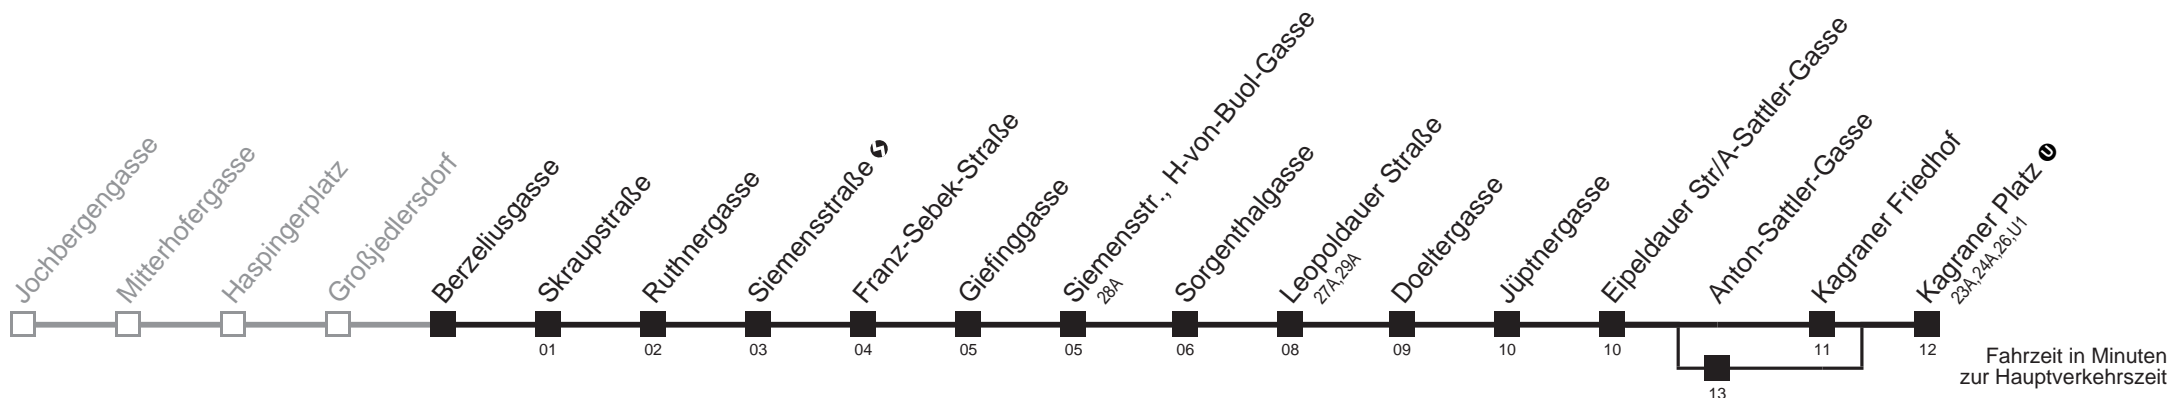 Jochbergengasse
Mitterhofergasse
Haspingerplatz
Großjedlersdorf
Berzeliusgasse
Skraupstraße
01
Ruthnergasse
02
Siemensstraße
03
Franz-Sebek-Straße
04
Giefinggasse
05
Siemensstr., H-von-Buol-Gasse
28A
05
Sorgenthalgasse
06
Leopoldauer Straße
27A,29A
08
Doeltergasse
09
Jüptnergasse
10
Eipeldauer Str/A-Sattler-Gasse
10
Anton-Sattler-Gasse
13
Kagraner Friedhof
11
Kagraner Platz U
23A,24A,26,U1
12
Fahrzeit in Minuten
zur Hauptverkehrszeit